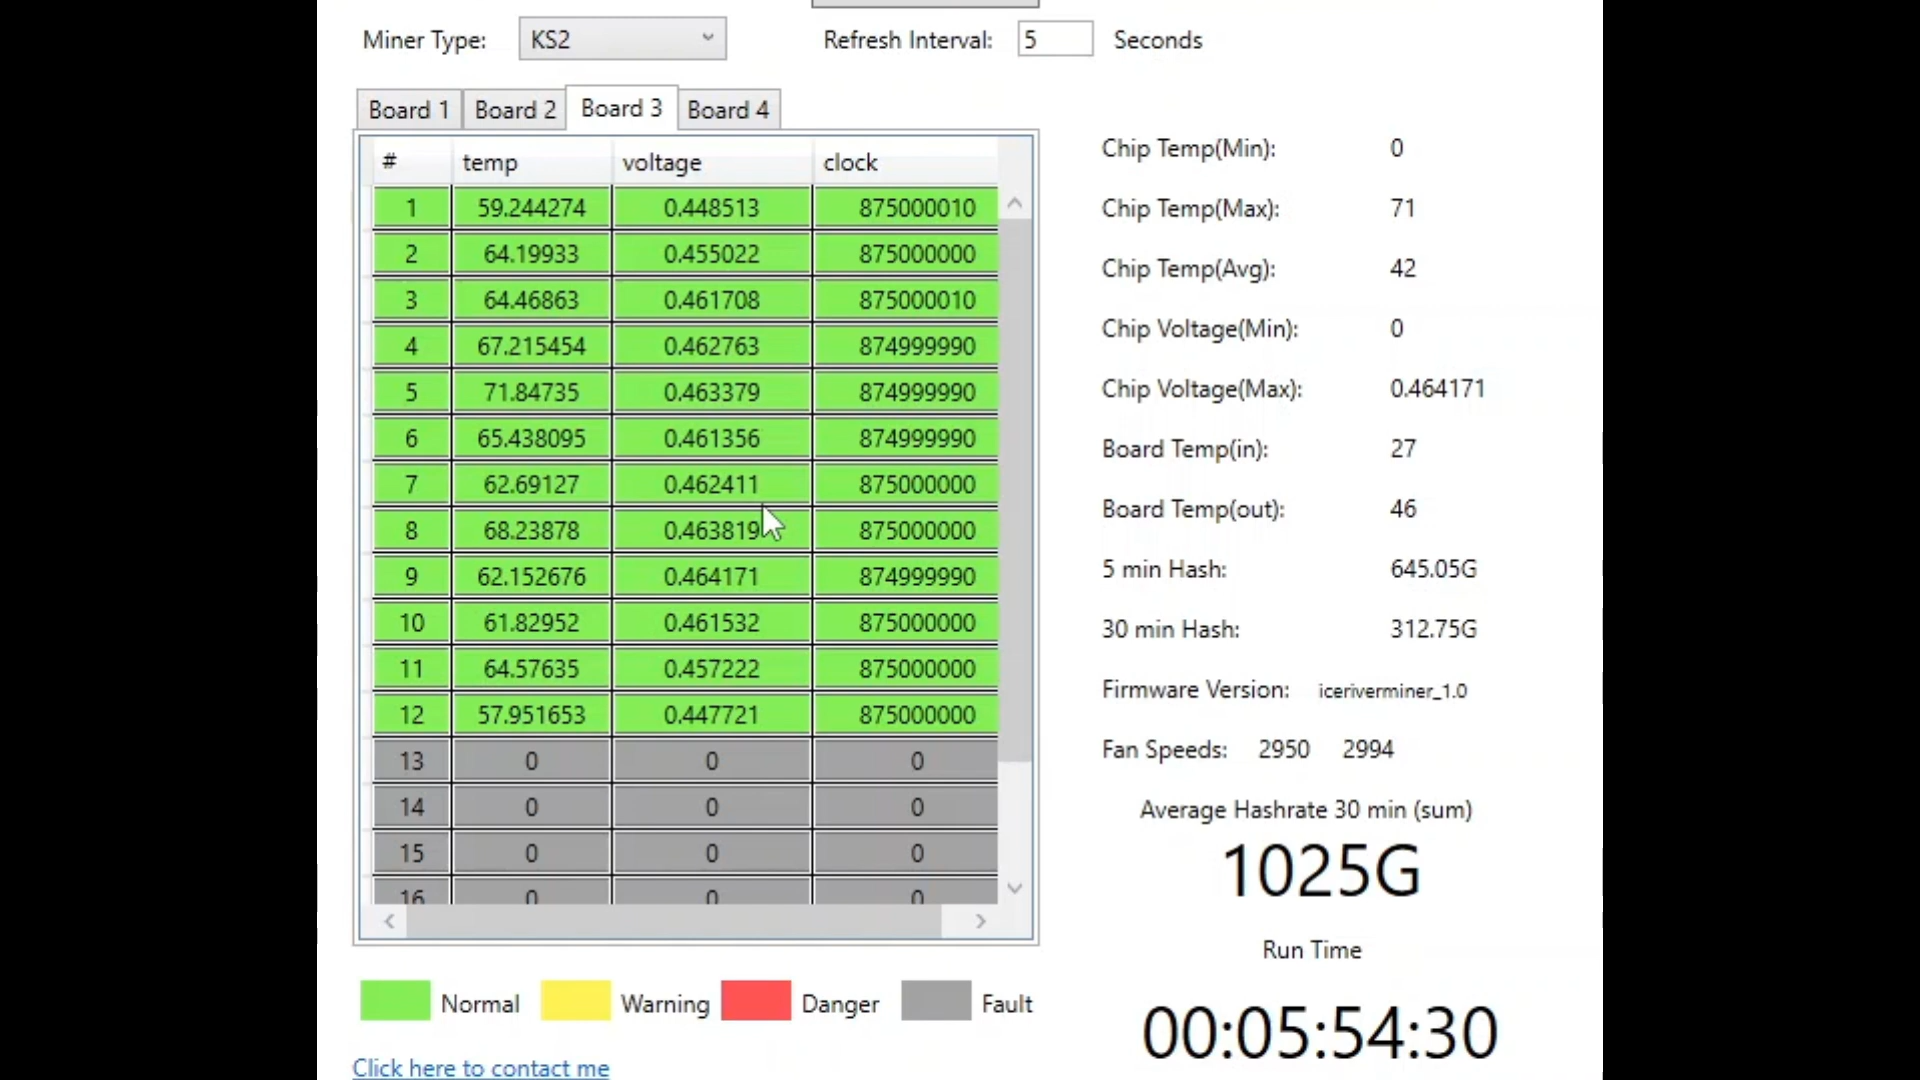 Miner Type: KS2 Refresh Interval: 5 Seconds
Board 1 Board 2 Board 3 Board 4
# temp voltage clock
1 59.244274 0.448513 875000010
2 64.19933 0.455022 875000000
3 64.46863 0.461708 875000010
4 67.215454 0.462763 874999990
5 71.84735 0.463379 874999990
6 65.438095 0.461356 874999990
7 62.69127 0.462411 875000000
8 68.23878 0.463819 875000000
9 62.152676 0.464171 874999990
10 61.82952 0.461532 875000000
11 64.57635 0.457222 875000000
12 57.951653 0.447721 875000000
13 0 0 0
14 0 0 0
15 0 0 0
16 0 0 0
Normal Warning Danger Fault
Click here to contact me
Chip Temp(Min): 0
Chip Temp(Max): 71
Chip Temp(Avg): 42
Chip Voltage(Min): 0
Chip Voltage(Max): 0.464171
Board Temp(in): 27
Board Temp(out): 46
5 min Hash: 645.05G
30 min Hash: 312.75G
Firmware Version: iceriverminer_1.0
Fan Speeds: 2950 2994
Average Hashrate 30 min (sum)
1025G
Run Time
00:05:54:30